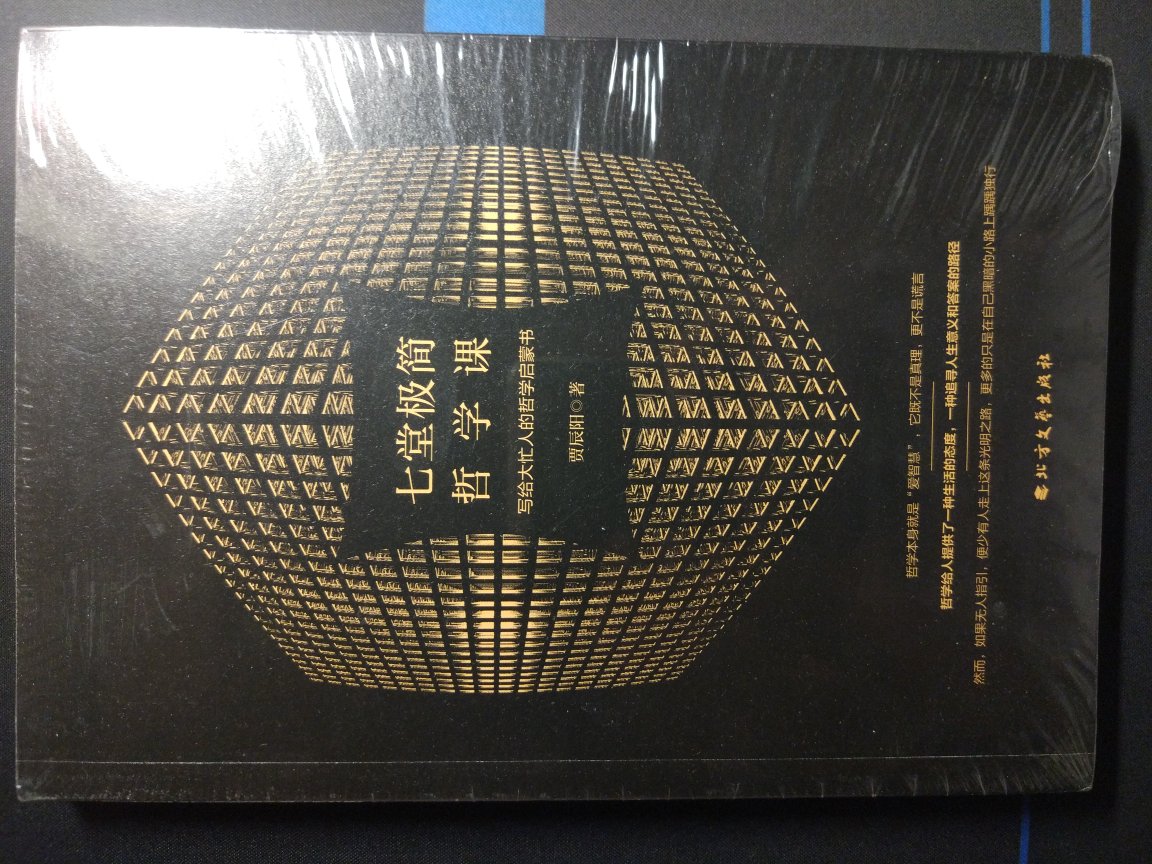 七堂极简
哲学课
写给大忙人的哲学启蒙书
贾辰阳◎著
哲学本身就是“爱智慧”，它既不是真理，更不是谎言
哲学给人提供了一种生活的态度，一种追寻人生意义和答案的路径
然而，如果无人指引，便少有人走上这条光明之路，更多的只是在自己黑暗的小路上踽踽独行
北方文艺出版社